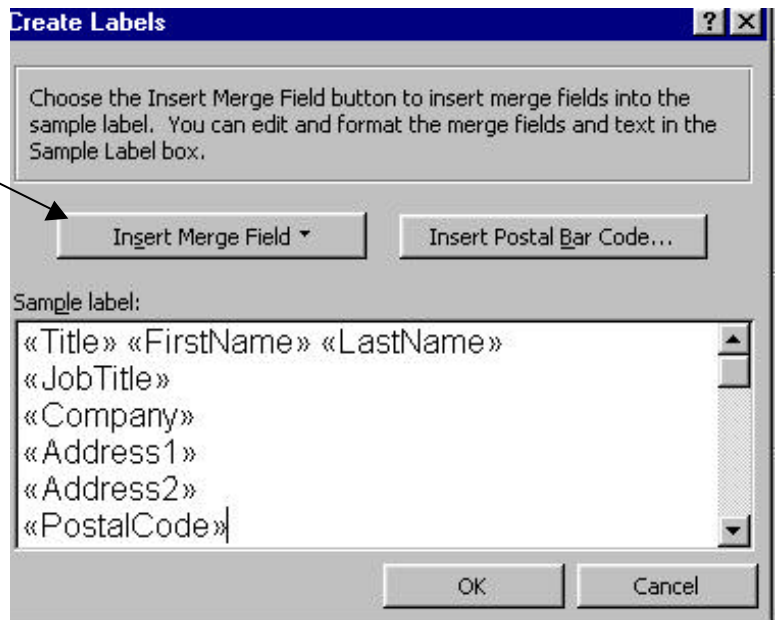 Create Labels
Choose the Insert Merge Field button to insert merge fields into the
sample label. You can edit and format the merge fields and text in the
Sample Label box.
Insert Merge Field
Insert Postal Bar Code...
Sample label:
«Title» «FirstName» «LastName»
«JobTitle»
«Company»
«Address1»
«Address2»
«PostalCode»
OK
Cancel